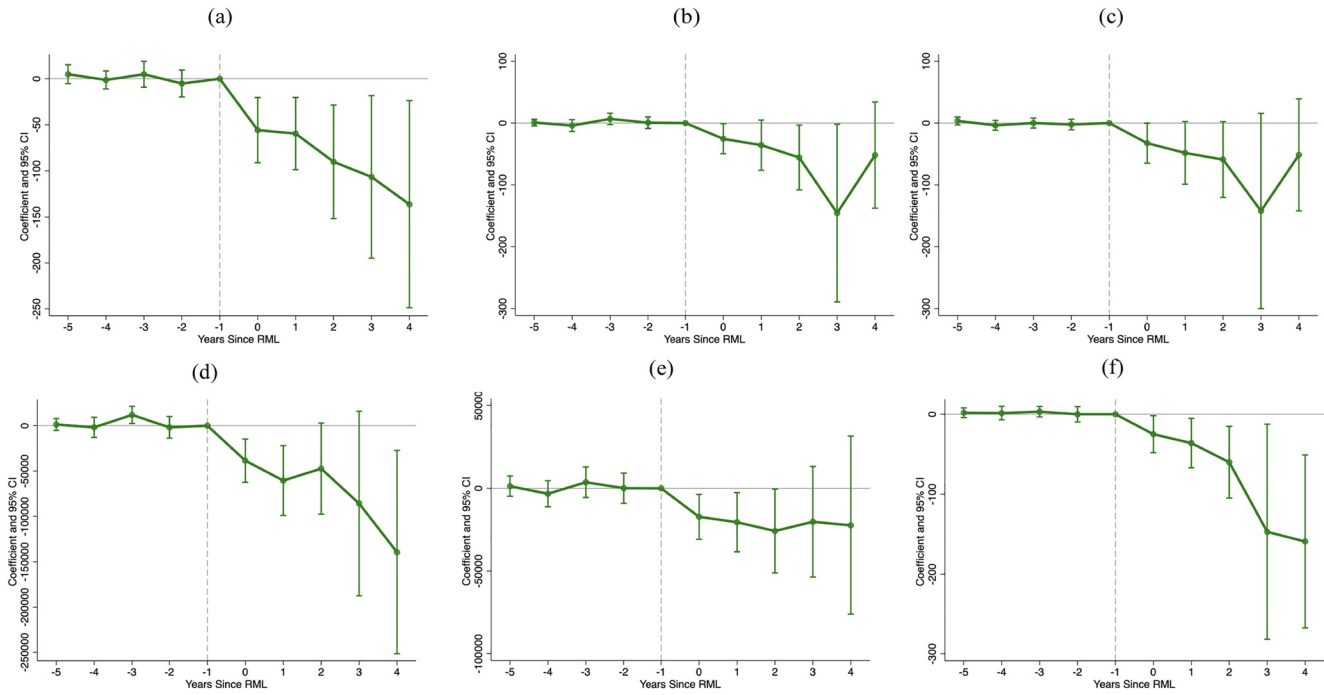 (a)
Coefficient and 95% CI
0
-50
-100
-150
-200
-250
-5 -4 -3 -2 -1 0 1 2 3 4
Years Since RML
(b)
Coefficient and 95% CI
100
0
-100
-200
-300
-5 -4 -3 -2 -1 0 1 2 3 4
Years Since RML
(c)
Coefficient and 95% CI
100
0
-100
-200
-300
-5 -4 -3 -2 -1 0 1 2 3 4
Years Since RML
(d)
Coefficient and 95% CI
0
-50000
-100000
-150000
-200000
-250000
-5 -4 -3 -2 -1 0 1 2 3 4
Years Since RML
(e)
Coefficient and 95% CI
50000
0
-50000
-100000
-5 -4 -3 -2 -1 0 1 2 3 4
Years Since RML
(f)
Coefficient and 95% CI
0
-100
-200
-300
-5 -4 -3 -2 -1 0 1 2 3 4
Years Since RML